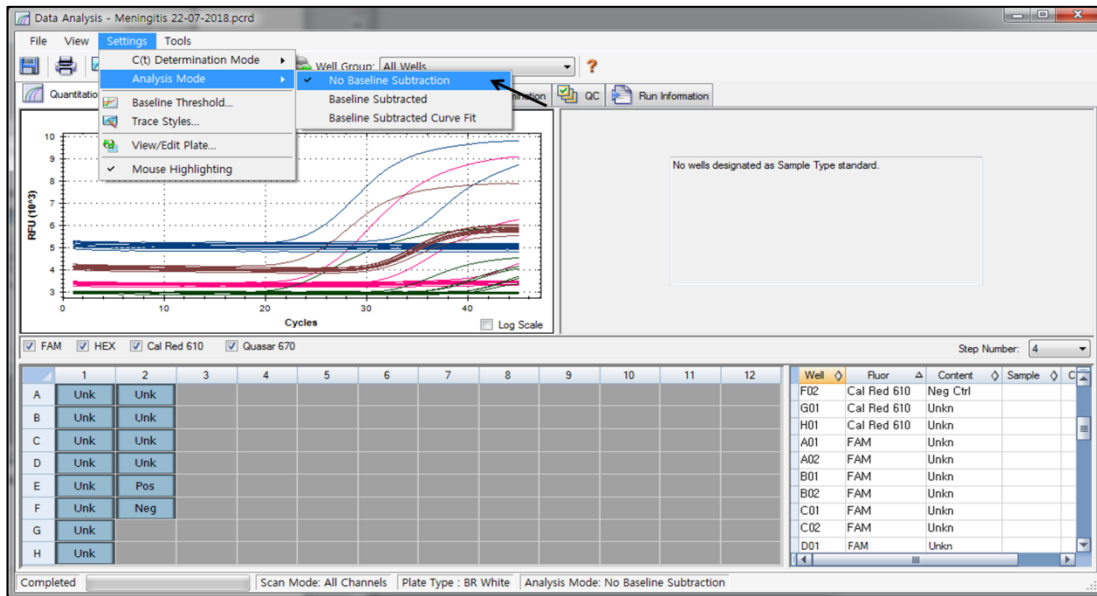 Data Analysis - Meningitis 22-07-2018.pcrd
File View Settings Tools
C(t) Determination Mode
Analysis Mode
Baseline Threshold...
Trace Styles...
View/Edit Plate...
Mouse Highlighting
No Baseline Subtraction
Baseline Subtracted
Baseline Subtracted Curve Fit
Well Group: All Wells
?
QC Run Information
No wells designated as Sample Type standard.
RFU (10^3)
10
9
8
7
6
5
4
3
0 10 20 30 40
Cycles
Log Scale
FAM HEX Cal Red 610 Quasar 670
Step Number: 4
1 2 3 4 5 6 7 8 9 10 11 12
A Unk Unk
B Unk Unk
C Unk Unk
D Unk Unk
E Unk Pos
F Unk Neg
G Unk
H Unk
Well Fluor Content Sample C
F02 Cal Red 610 Neg Ctrl
G01 Cal Red 610 Unkn
H01 Cal Red 610 Unkn
A01 FAM Unkn
A02 FAM Unkn
B01 FAM Unkn
B02 FAM Unkn
C01 FAM Unkn
C02 FAM Unkn
D01 FAM Unkn
Completed Scan Mode: All Channels Plate Type : BR White Analysis Mode: No Baseline Subtraction